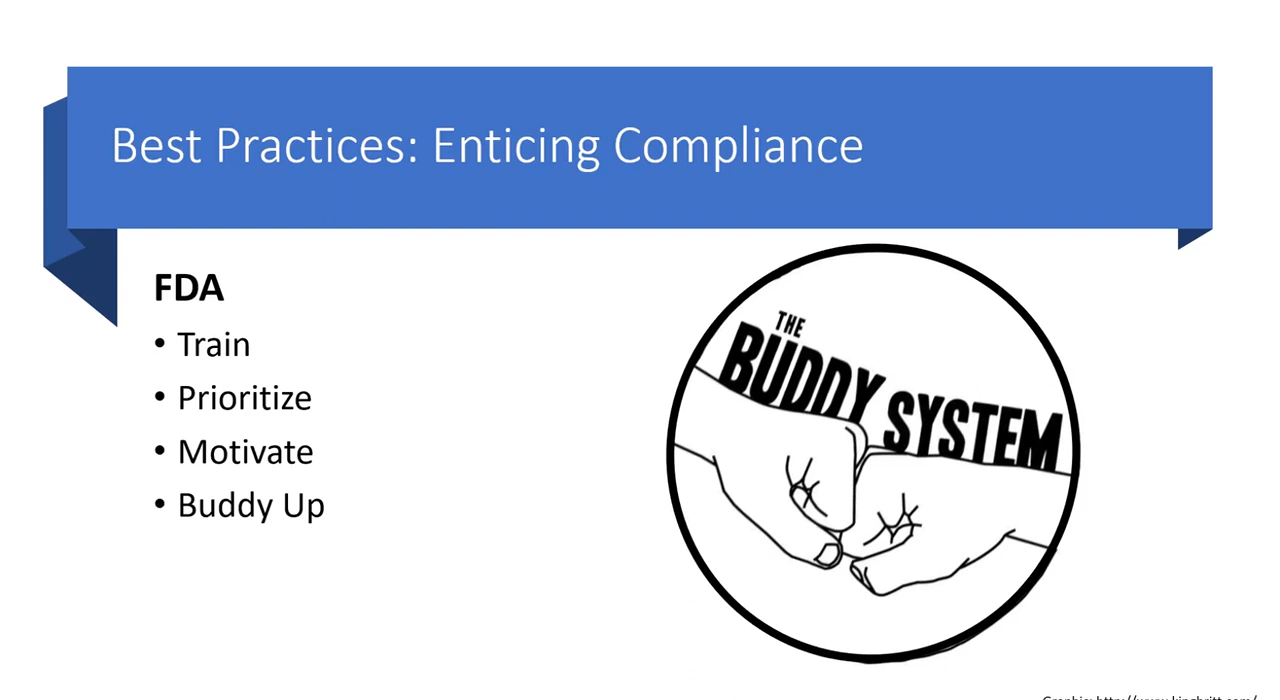 Best Practices: Enticing Compliance
FDA
• Train
• Prioritize
• Motivate
• Buddy Up
THE
BUDDY SYSTEM